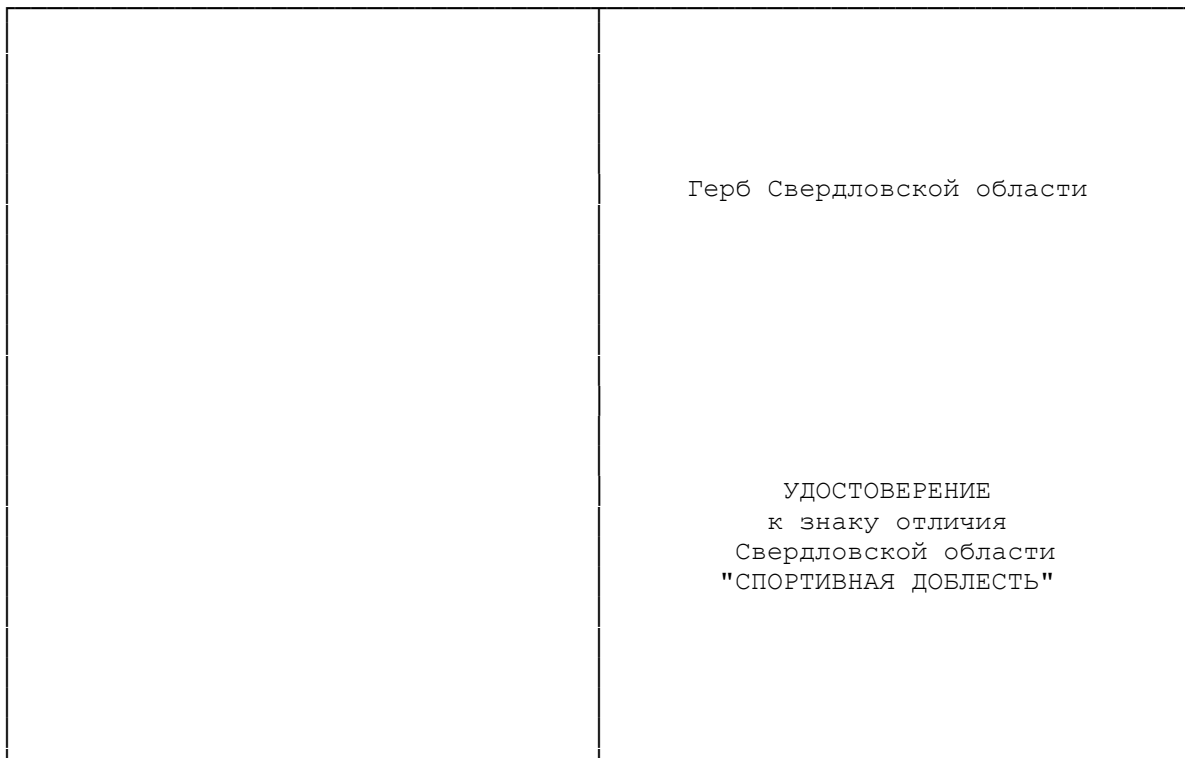 Герб Свердловской области
УДОСТОВЕРЕНИЕ
к знаку отличия
Свердловской области
"СПОРТИВНАЯ ДОБЛЕСТЬ"